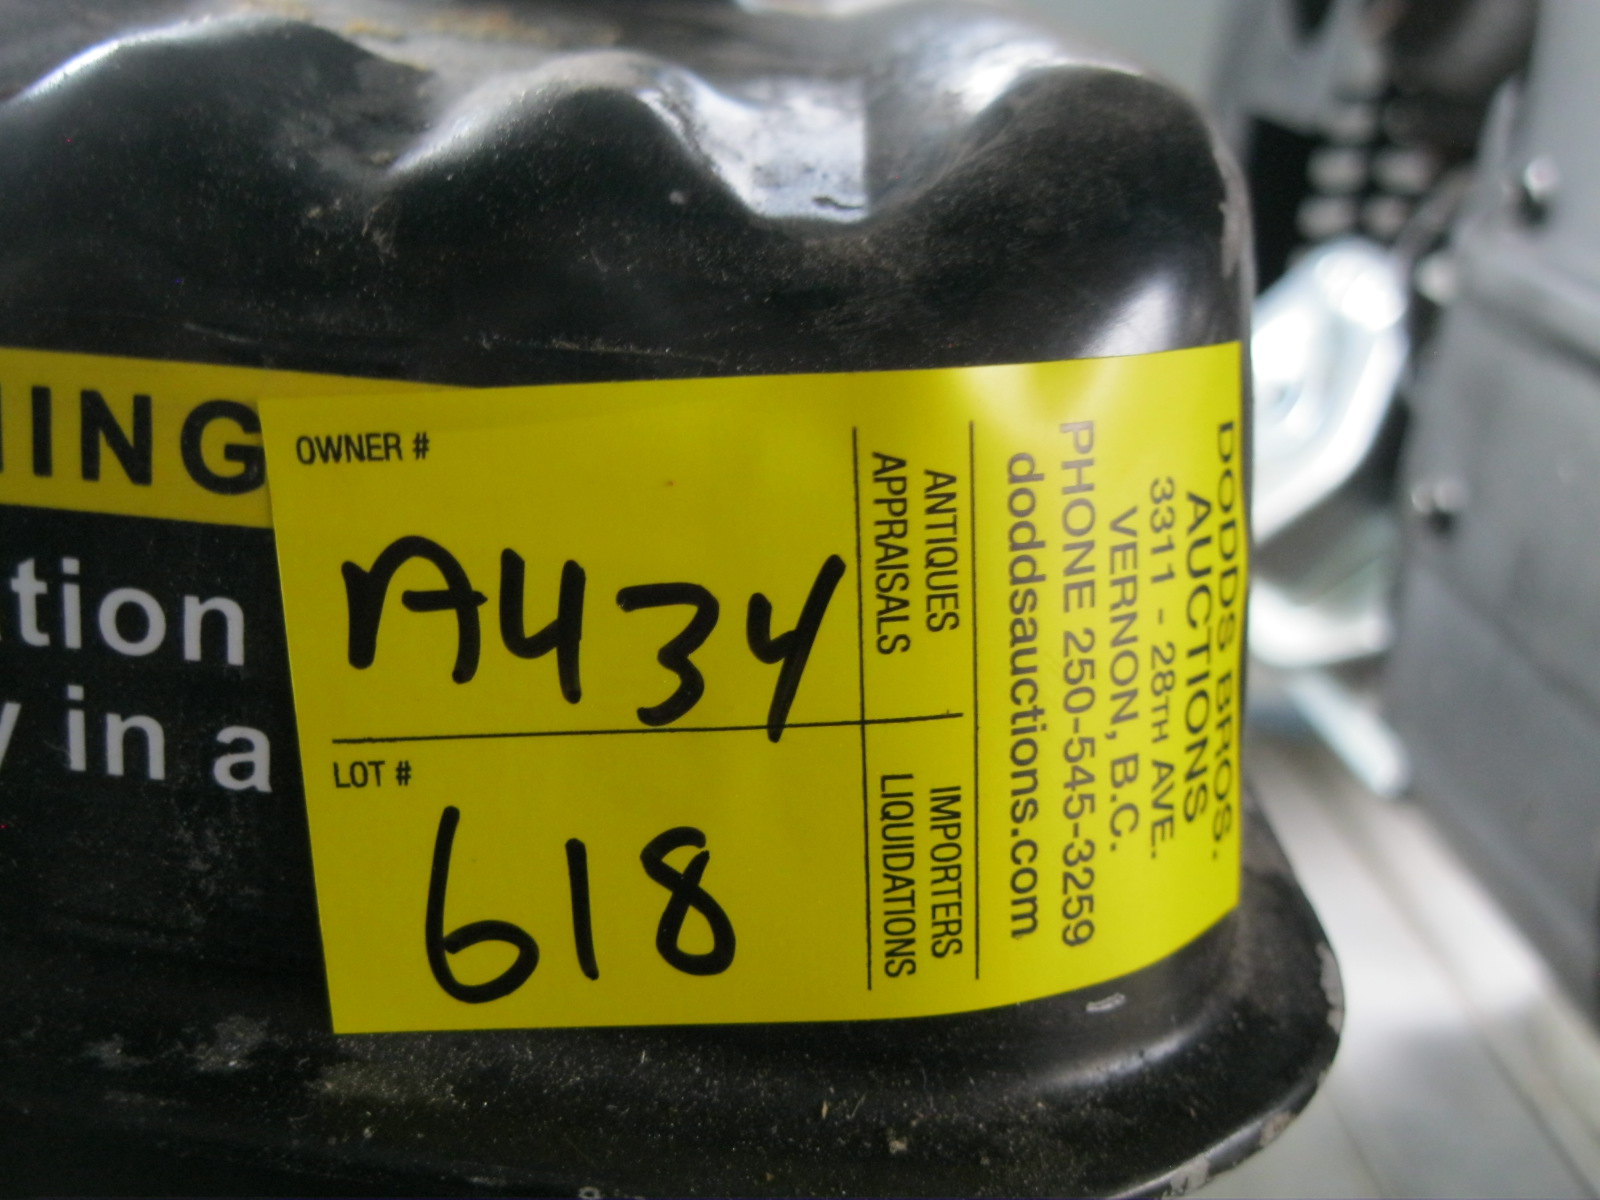 NING
OWNER #
A434
LOT #
618
ANTIQUES
APPRAISALS
IMPORTERS
LIQUIDATIONS
DODDS BROS.
AUCTIONS
3311 - 28TH AVE.
VERNON, B.C.
PHONE 250-545-3259
doddsauctions.com
tion
in a